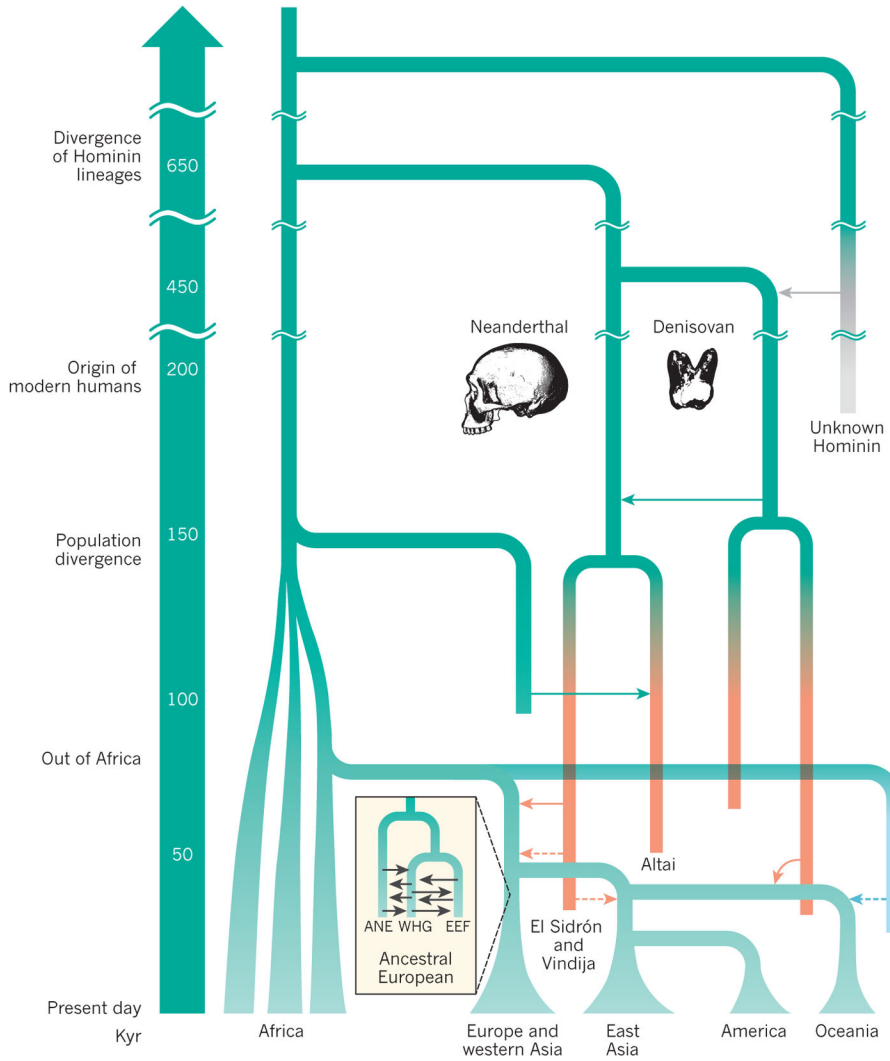 Divergence
of Hominin
lineages
650
450
Neanderthal
Denisovan
Origin of
modern humans
200
Unknown
Hominin
Population
divergence
150
100
Out of Africa
50
Altai
ANE WHG EEF
Ancestral
European
El Sidrón
and
Vindija
Present day
Kyr
Africa
Europe and
western Asia
East
Asia
America
Oceania